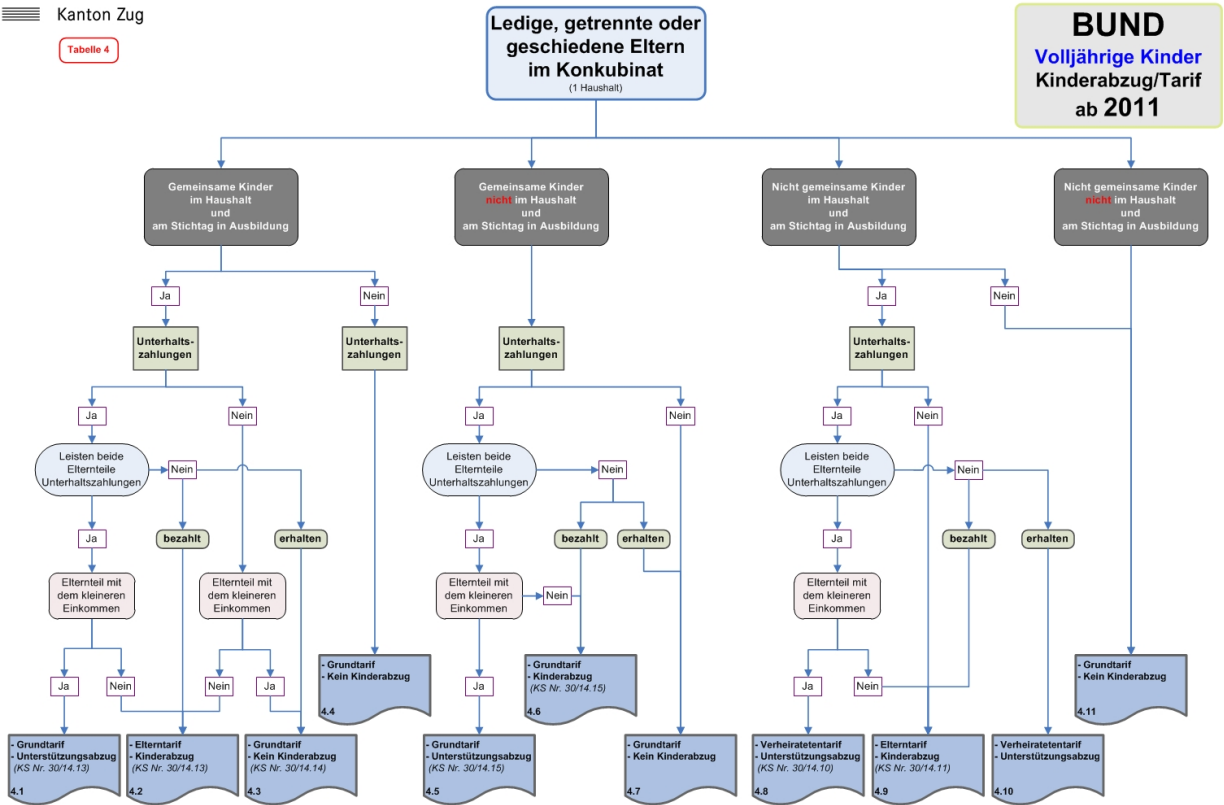 Kanton Zug
Tabelle 4
Ledige, getrennte oder
geschiedene Eltern
im Konkubinat
(1 Haushalt)
BUND
Volljährige Kinder
Kinderabzug/Tarif
ab 2011
Gemeinsame Kinder
im Haushalt
und
am Stichtag in Ausbildung
Gemeinsame Kinder
nicht im Haushalt
und
am Stichtag in Ausbildung
Nicht gemeinsame Kinder
im Haushalt
und
am Stichtag in Ausbildung
Nicht gemeinsame Kinder
nicht im Haushalt
und
am Stichtag in Ausbildung
Ja
Nein
Ja
Nein
Unterhalts-
zahlungen
Unterhalts-
zahlungen
Unterhalts-
zahlungen
Unterhalts-
zahlungen
Ja
Nein
Ja
Nein
Ja
Nein
Leisten beide
Elternteile
Unterhaltszahlungen
Nein
Leisten beide
Elternteile
Unterhaltszahlungen
Nein
Leisten beide
Elternteile
Unterhaltszahlungen
Nein
Ja
bezahlt
erhalten
Ja
bezahlt
erhalten
Ja
bezahlt
erhalten
Elternteil mit
dem kleineren
Einkommen
Elternteil mit
dem kleineren
Einkommen
Elternteil mit
dem kleineren
Einkommen
Nein
Elternteil mit
dem kleineren
Einkommen
Ja
Nein
Nein
Ja
- Grundtarif
- Kein Kinderabzug
4.4
Ja
- Grundtarif
- Kinderabzug
(KS Nr. 30/14.15)
4.6
Ja
Nein
- Grundtarif
- Kein Kinderabzug
4.11
- Grundtarif
- Unterstützungsabzug
(KS Nr. 30/14.13)
4.1
- Elterntarif
- Kinderabzug
(KS Nr. 30/14.13)
4.2
- Grundtarif
- Kein Kinderabzug
(KS Nr. 30/14.14)
4.3
- Grundtarif
- Unterstützungsabzug
(KS Nr. 30/14.15)
4.5
- Grundtarif
- Kein Kinderabzug
4.7
- Verheiratetentarif
- Unterstützungsabzug
(KS Nr. 30/14.10)
4.8
- Elterntarif
- Kinderabzug
(KS Nr. 30/14.11)
4.9
- Verheiratetentarif
- Unterstützungsabzug
4.10